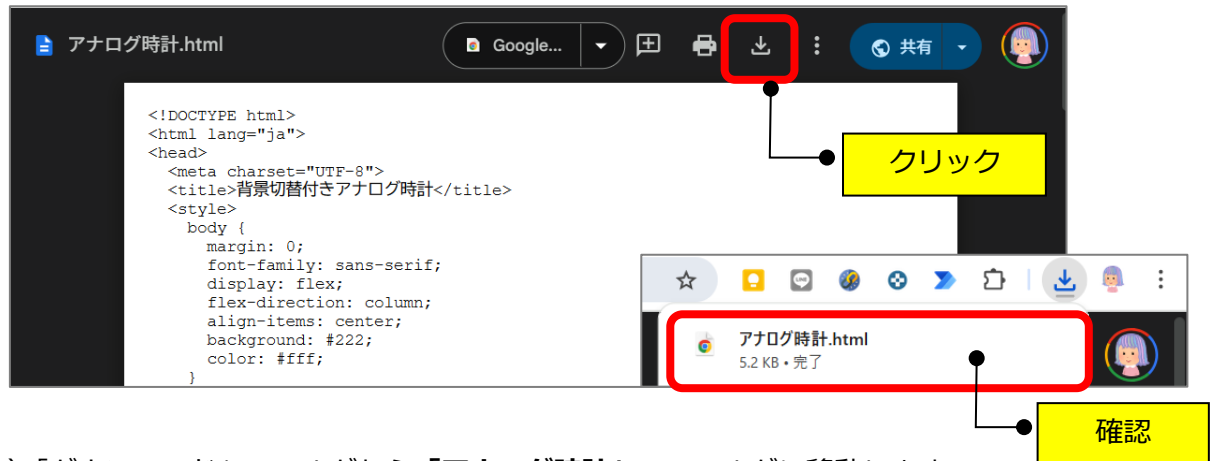 アナログ時計.html
Google...
共有
<!DOCTYPE html>
<html lang="ja">
<head>
<meta charset="UTF-8">
<title>背景切替付きアナログ時計</title>
<style>
body {
margin: 0;
font-family: sans-serif;
display: flex;
flex-direction: column;
align-items: center;
background: #222;
color: #fff;
}
クリック
アナログ時計.html
5.2 KB • 完了
確認